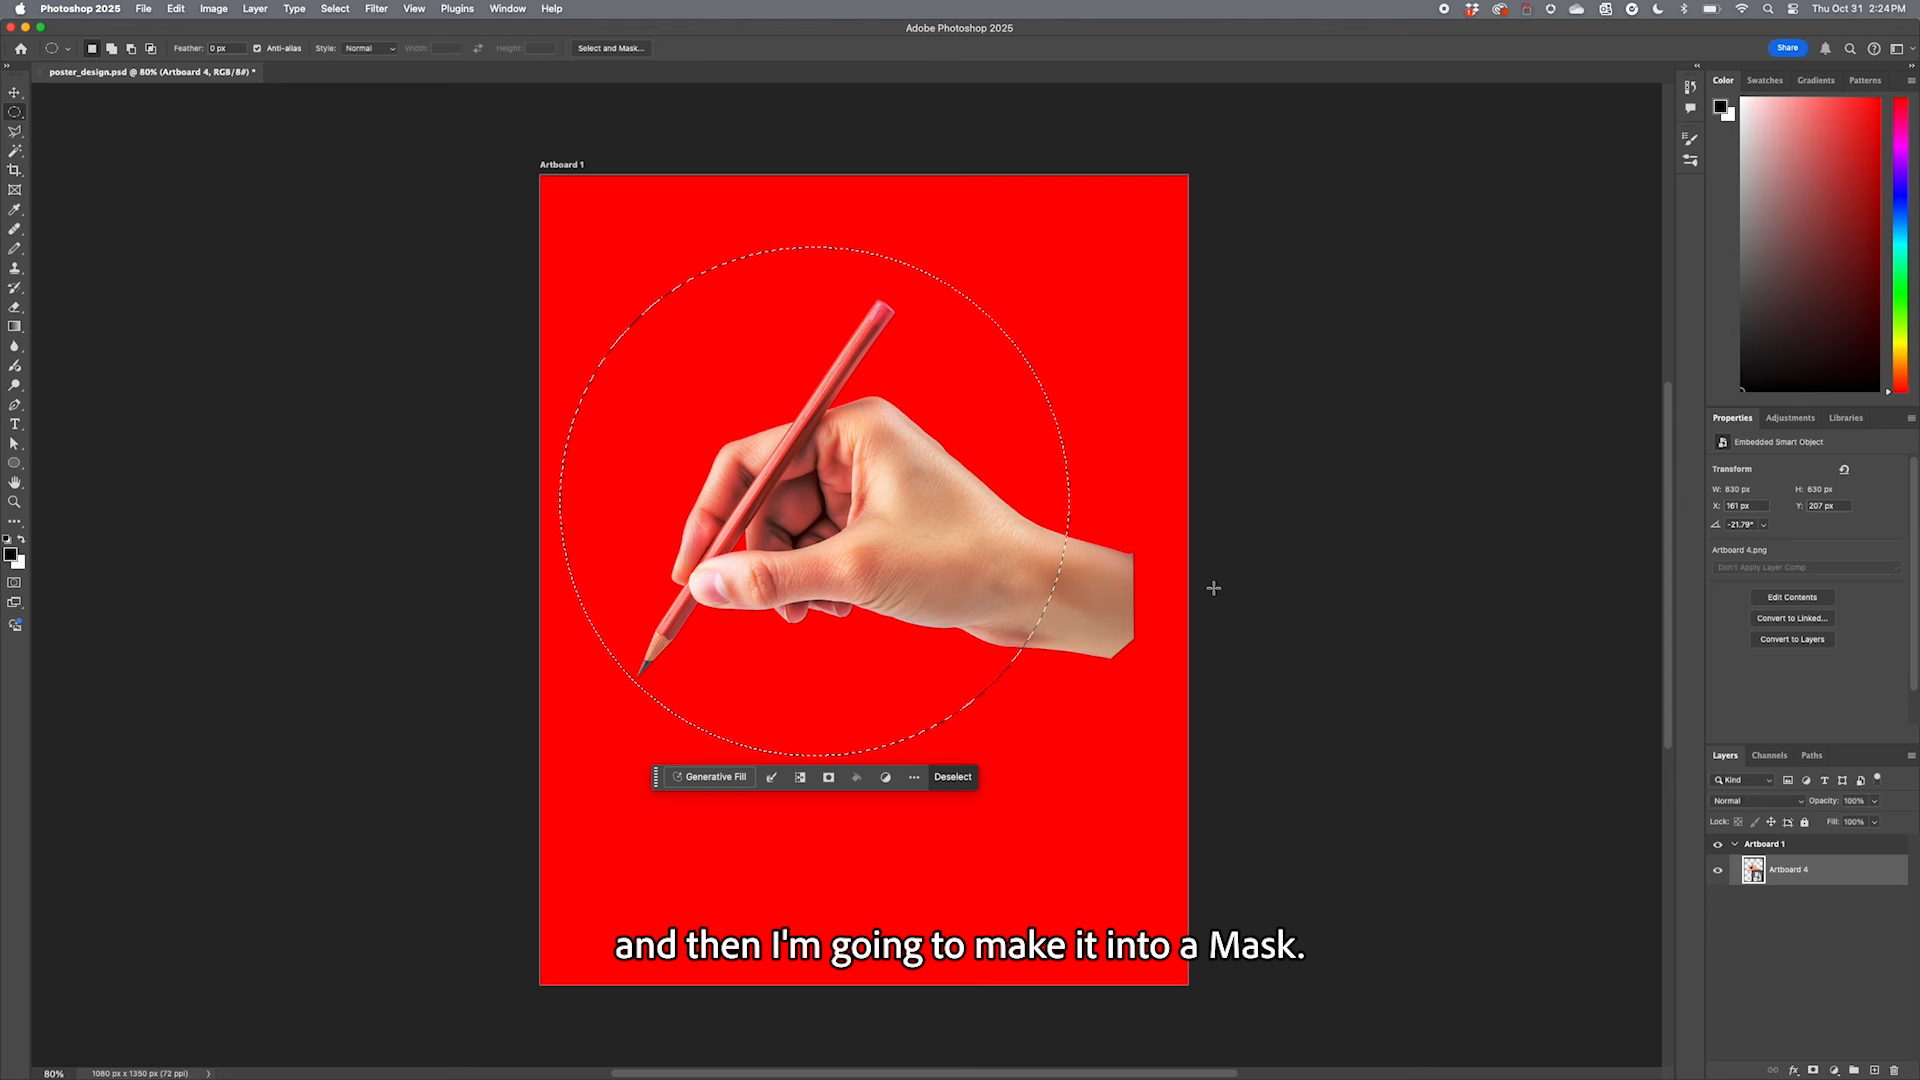 Photoshop 2025 File Edit Image Layer Type Select Filter View Plugins Window Help Thu Oct 31 2:24 PM
Adobe Photoshop 2025
Feather: 0 px Anti-alias Style: Normal Width: Height: Select and Mask... Share
poster_design.psd @ 80% (Artboard 4, RGB/8#) *
Color Swatches Gradients Patterns
Artboard 1
Properties Adjustments Libraries
Embedded Smart Object
Transform
W: 830 px H: 630 px
X: 161 px Y: 207 px
-21.79°
Artboard 4.png
Don't Apply Layer Comp
Edit Contents
Convert to Linked...
Convert to Layers
Generative Fill Deselect
Layers Channels Paths
Kind
Normal Opacity: 100%
Lock: Fill: 100%
Artboard 1
Artboard 4
and then I'm going to make it into a Mask.
80% 1080 px x 1350 px (72 ppi)